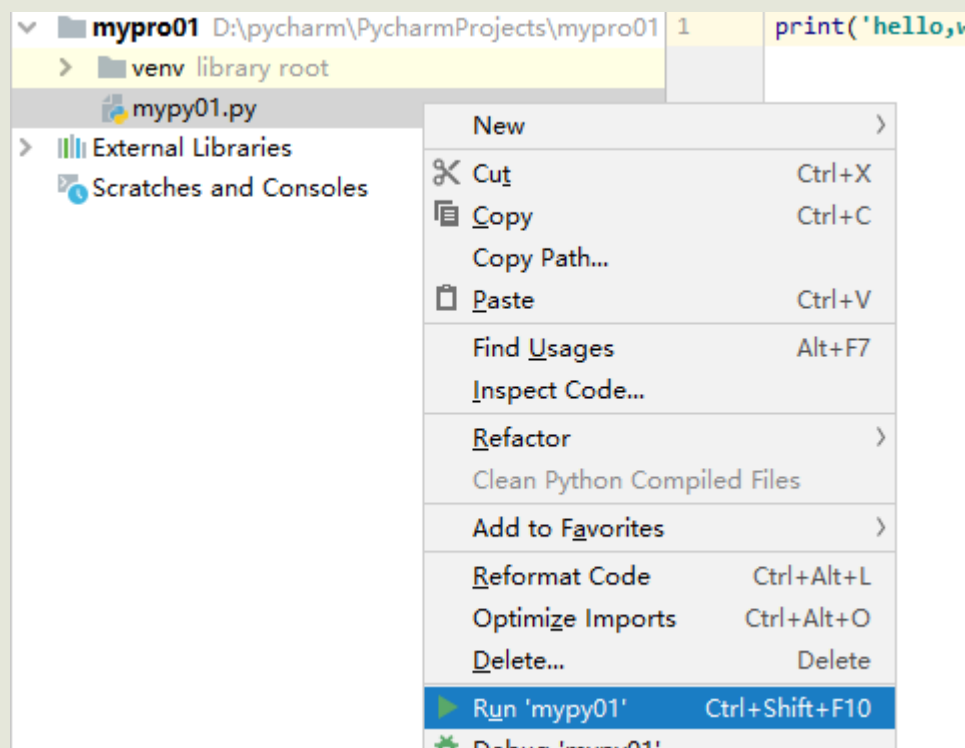 mypro01 D:\pycharm\PycharmProjects\mypro01
1 print('hello,
venv library root
mypy01.py
External Libraries
Scratches and Consoles
New
Cut Ctrl+X
Copy Ctrl+C
Copy Path...
Paste Ctrl+V
Find Usages Alt+F7
Inspect Code...
Refactor
Clean Python Compiled Files
Add to Favorites
Reformat Code Ctrl+Alt+L
Optimize Imports Ctrl+Alt+O
Delete... Delete
Run 'mypy01' Ctrl+Shift+F10
Debug 'mypy01'